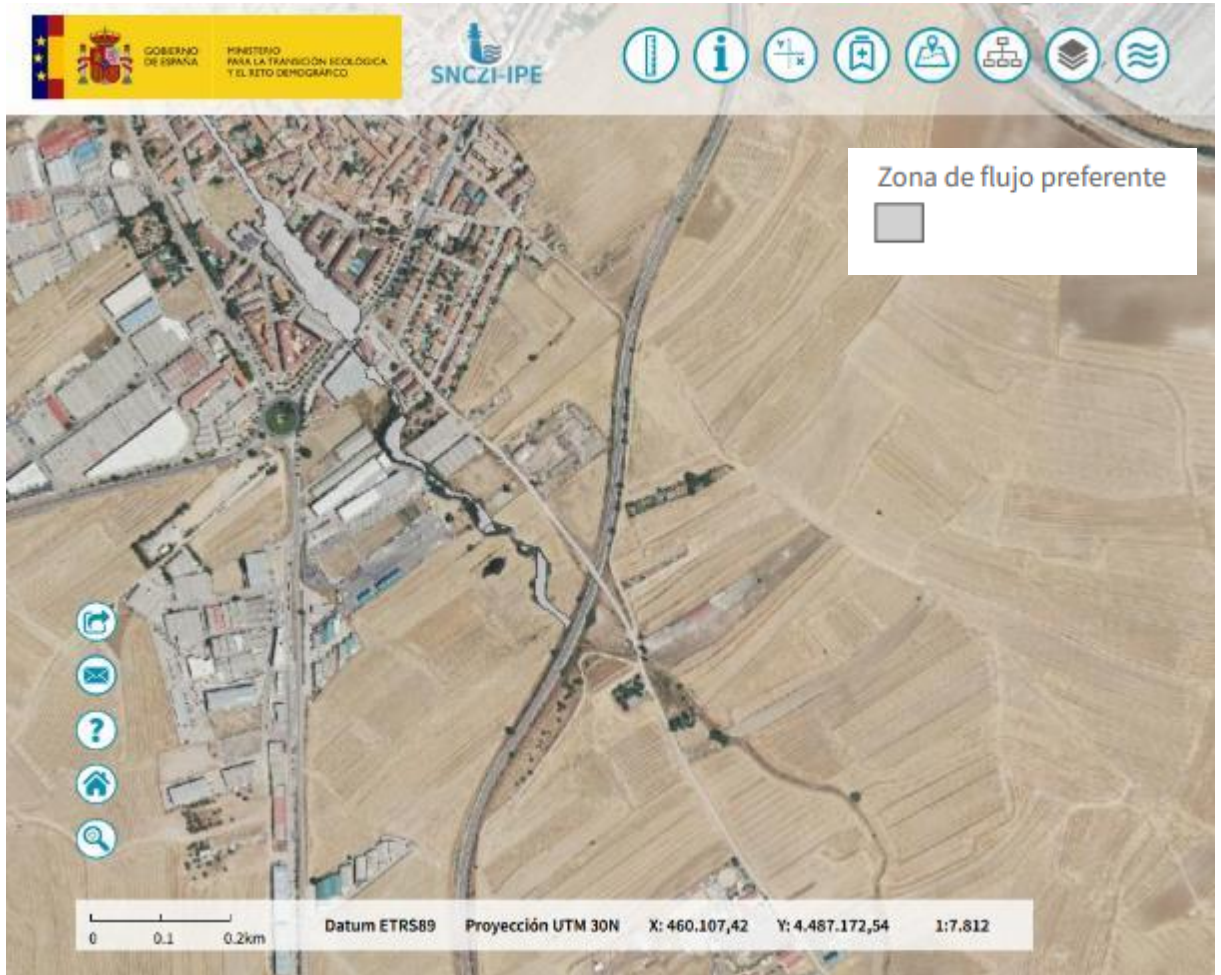 GOBIERNO
DE ESPAÑA
MINISTERIO
PARA LA TRANSICIÓN ECOLÓGICA
Y EL RETO DEMOGRÁFICO
SNCZI-IPE
Zona de flujo preferente
0 0.1 0.2km
Datum ETRS89 Proyección UTM 30N X: 460.107,42 Y: 4.487.172,54 1:7.812